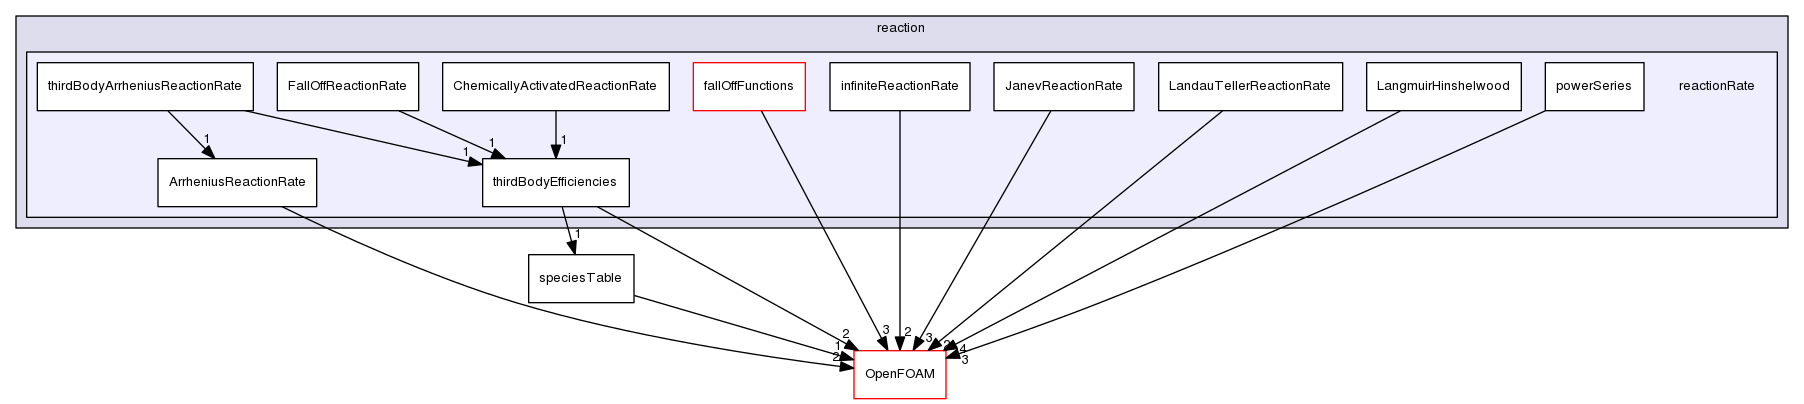 reaction
thirdBodyArrheniusReactionRate
FallOffReactionRate
ChemicallyActivatedReactionRate
fallOffFunctions
infiniteReactionRate
JanevReactionRate
LandauTellerReactionRate
LangmuirHinshelwood
powerSeries
reactionRate
1
1
1
1
ArrheniusReactionRate
thirdBodyEfficiencies
1
speciesTable
2
1
2
3
2
3
2
4
3
OpenFOAM